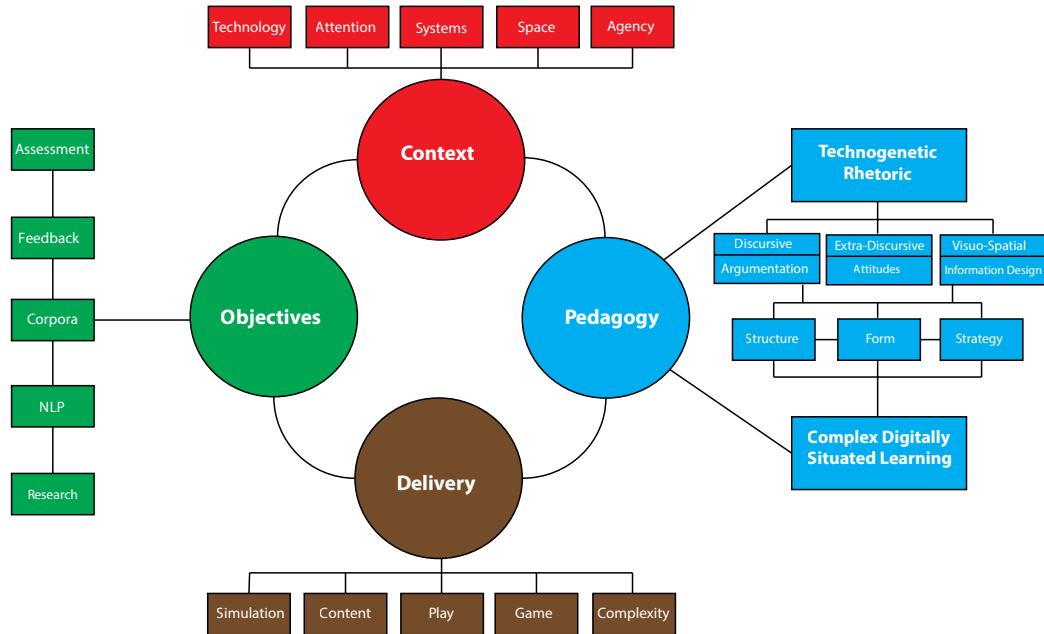 Technology
Attention
Systems
Space
Agency
Context
Assessment
Feedback
Corpora
NLP
Research
Objectives
Pedagogy
Technogenetic
Rhetoric
Discursive
Argumentation
Extra-Discursive
Attitudes
Visuo-Spatial
Information Design
Structure
Form
Strategy
Complex Digitally
Situated Learning
Delivery
Simulation
Content
Play
Game
Complexity